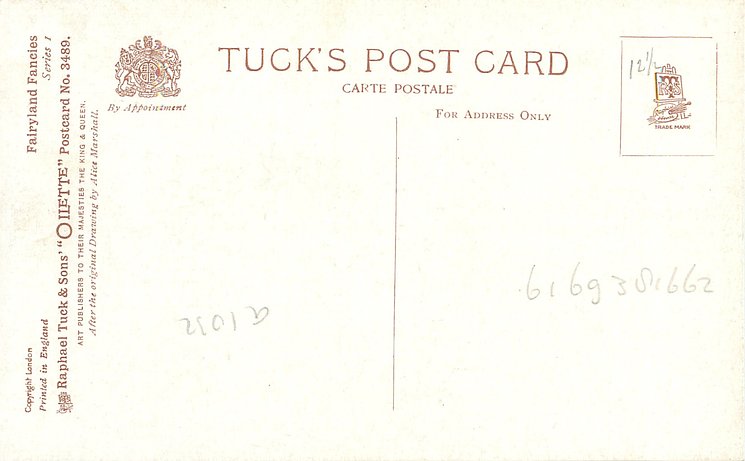 TUCK'S POST CARD
CARTE POSTALE
By Appointment
FOR ADDRESS ONLY
12½
TRADE MARK
Fairyland Fancies
Series I
Copyright London
Printed in England
Raphael Tuck & Sons' "OILETTE" Postcard No. 3489.
ART PUBLISHERS TO THEIR MAJESTIES THE KING & QUEEN.
After the original Drawing by Alice Marshall.